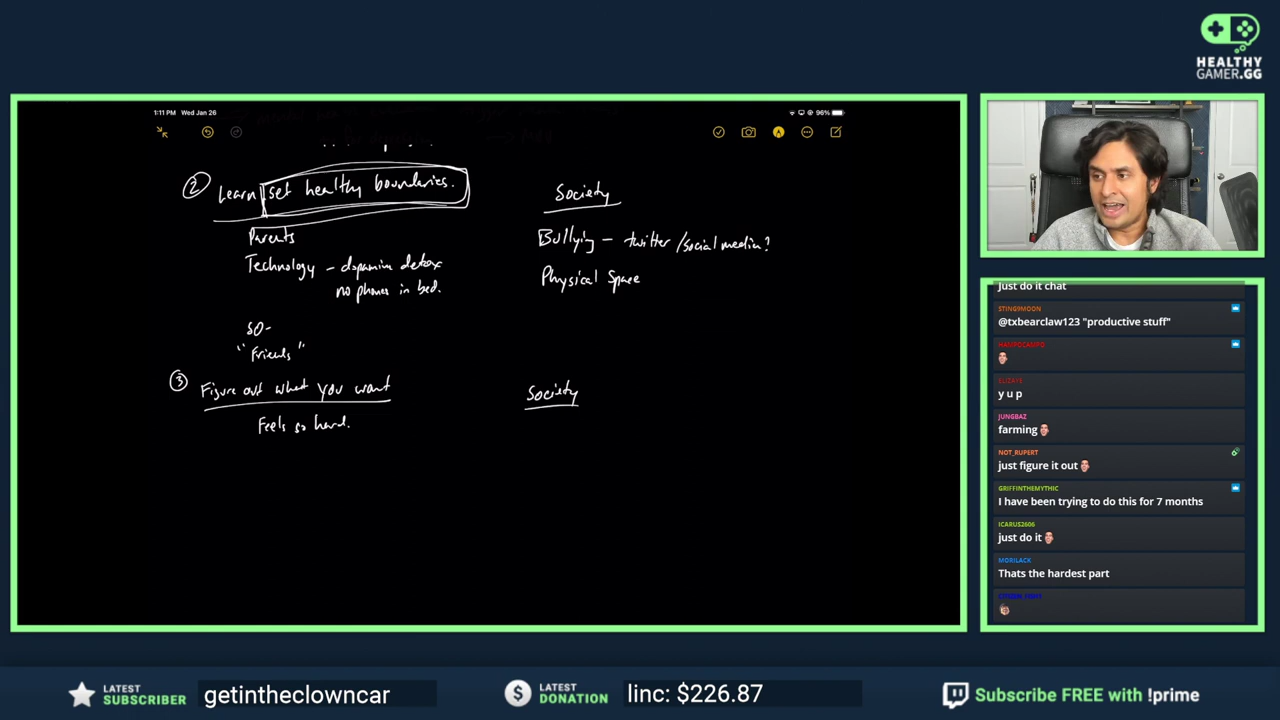 HEALTHY
GAMER.GG
1:11 PM Wed Jan 26
96%
② Learn set healthy boundaries.
Society
Parents
Bullying - twitter/social media?
Technology - dopamine detox
Physical Space
no phones in bed.
SO-
"Friends"
③ Figure out what you want
Society
Feels so hard.
Just do it chat
STING9MOON
@txbearclaw123 "productive stuff"
yup
JUNGBAZ
farming
NOT_RUPERT
just figure it out
GRIFFINTHEMYTHIC
I have been trying to do this for 7 months
ICARUS2606
just do it
MORILACK
Thats the hardest part
LATEST
SUBSCRIBER
getintheclowncar
$
LATEST
DONATION
linc: $226.87
Subscribe FREE with !prime